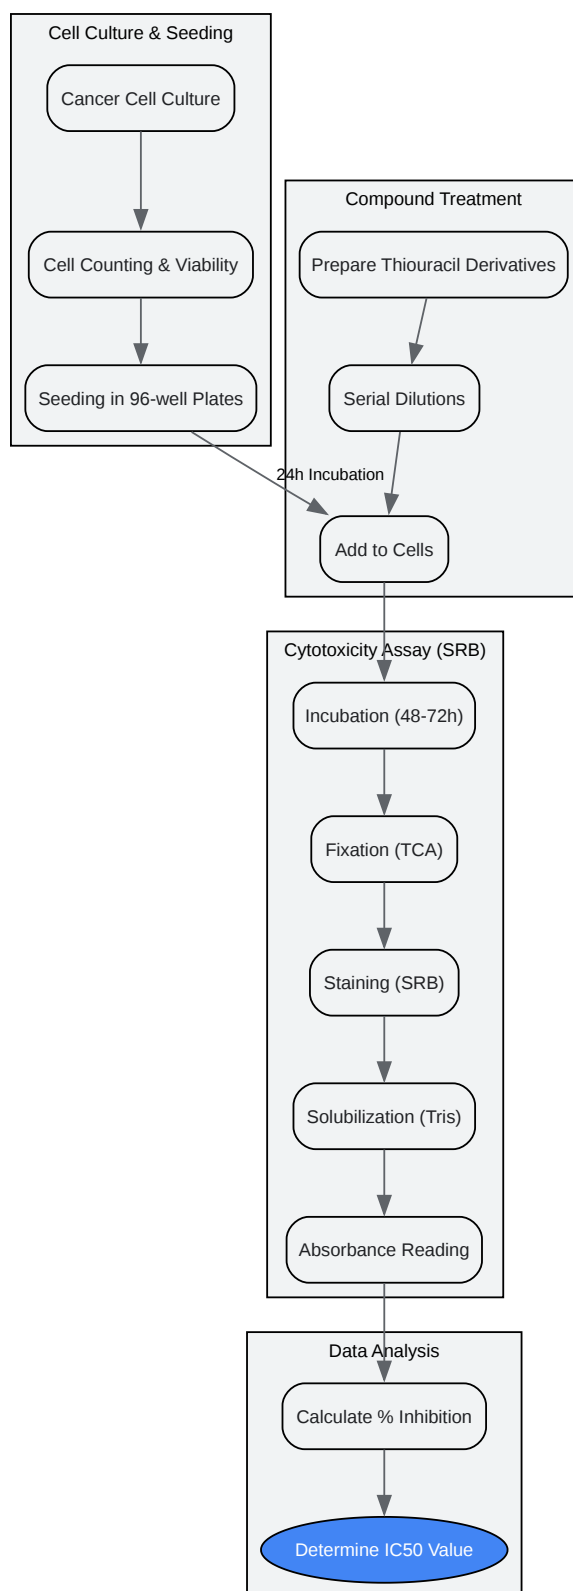 Cell Culture & Seeding
Cancer Cell Culture
Cell Counting & Viability
Seeding in 96-well Plates
Compound Treatment
Prepare Thiouracil Derivatives
Serial Dilutions
24h Incubation
Add to Cells
Cytotoxicity Assay (SRB)
Incubation (48-72h)
Fixation (TCA)
Staining (SRB)
Solubilization (Tris)
Absorbance Reading
Data Analysis
Calculate % Inhibition
Determine IC50 Value